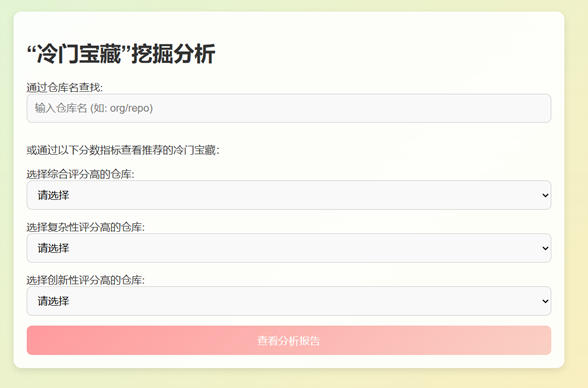 “冷门宝藏”挖掘分析
通过仓库名查找:
输入仓库名 (如: org/repo)
或通过以下分数指标查看推荐的冷门宝藏:
选择综合评分高的仓库:
请选择
选择复杂性评分高的仓库:
请选择
选择创新性评分高的仓库:
请选择
查看分析报告